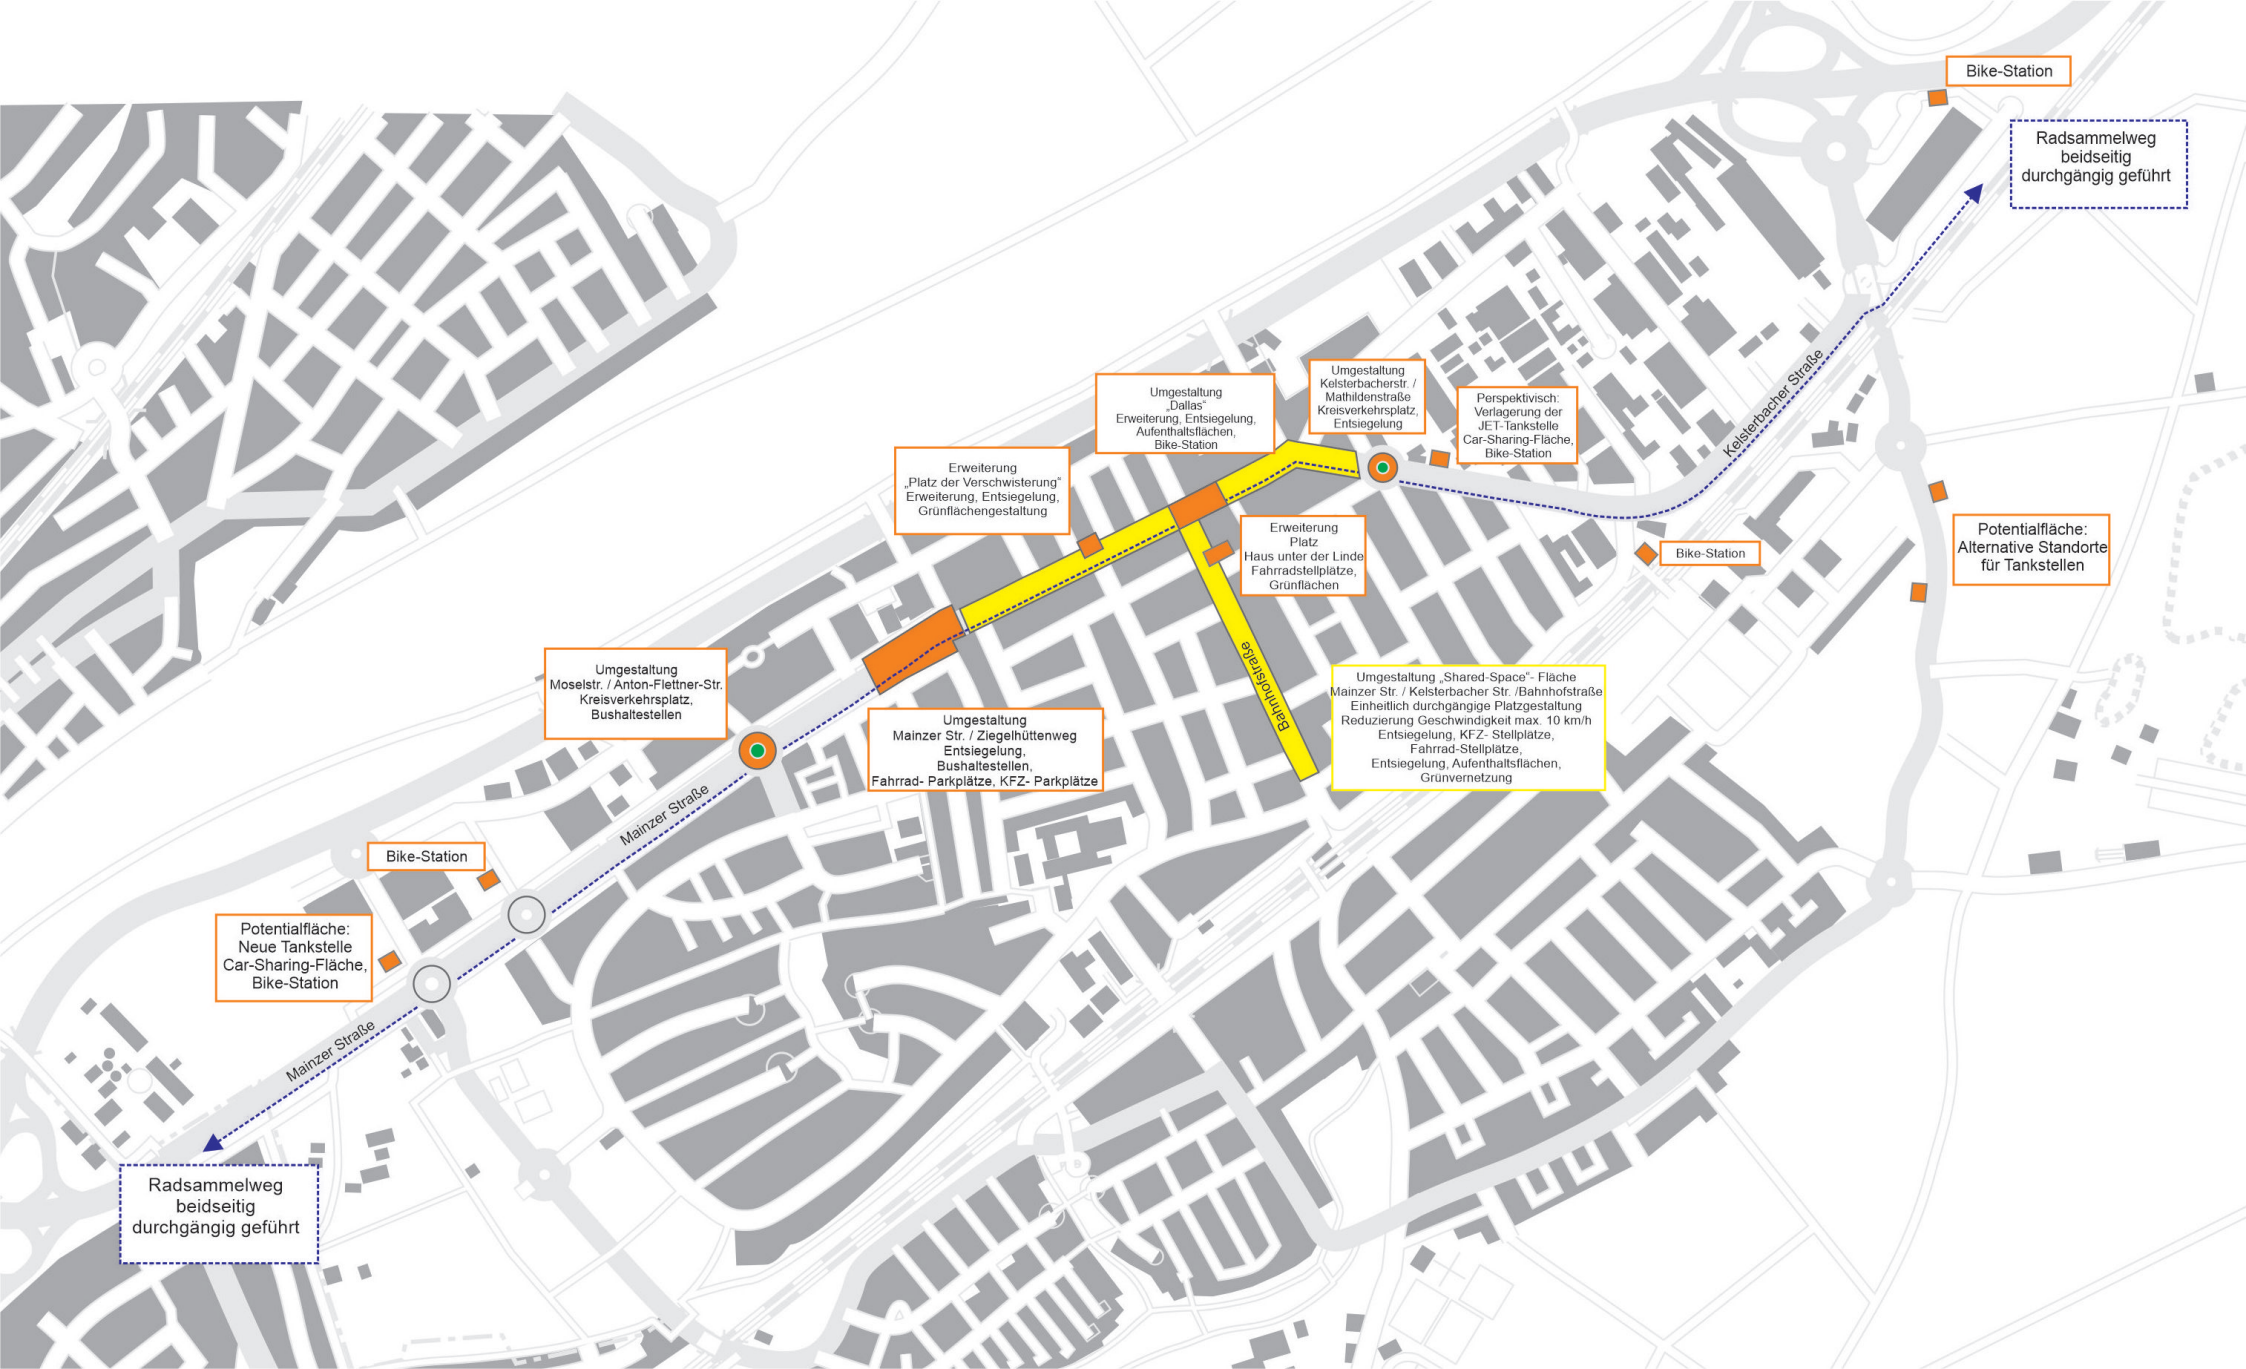 Bike-Station
Radsammelweg
beidseitig
durchgängig geführt
Umgestaltung
Kelsterbacherstr. /
Mathildenstraße
Kreisverkehrsplatz,
Entsiegelung
Umgestaltung
„Dallas“
Erweiterung, Entsiegelung,
Aufenthaltsflächen,
Bike-Station
Perspektivisch:
Verlagerung der
JET-Tankstelle
Car-Sharing-Fläche,
Bike-Station
Kelsterbacher Straße
Erweiterung
„Platz der Verschwisterung“
Erweiterung, Entsiegelung,
Grünflächengestaltung
Erweiterung
Platz
Haus unter der Linde
Fahrradstellplätze,
Grünflächen
Bike-Station
Potentialfläche:
Alternative Standorte
für Tankstellen
Bahnhofstraße
Umgestaltung
Moselstr. / Anton-Flettner-Str.
Kreisverkehrsplatz,
Bushaltestellen
Umgestaltung „Shared-Space“- Fläche
Mainzer Str. / Kelsterbacher Str. /Bahnhofstraße
Einheitlich durchgängige Platzgestaltung
Reduzierung Geschwindigkeit max. 10 km/h
Entsiegelung, KFZ- Stellplätze,
Fahrrad-Stellplätze,
Entsiegelung, Aufenthaltsflächen,
Grünvernetzung
Umgestaltung
Mainzer Str. / Ziegelhüttenweg
Entsiegelung,
Bushaltestellen,
Fahrrad- Parkplätze, KFZ- Parkplätze
Mainzer Straße
Bike-Station
Potentialfläche:
Neue Tankstelle
Car-Sharing-Fläche,
Bike-Station
Mainzer Straße
Radsammelweg
beidseitig
durchgängig geführt